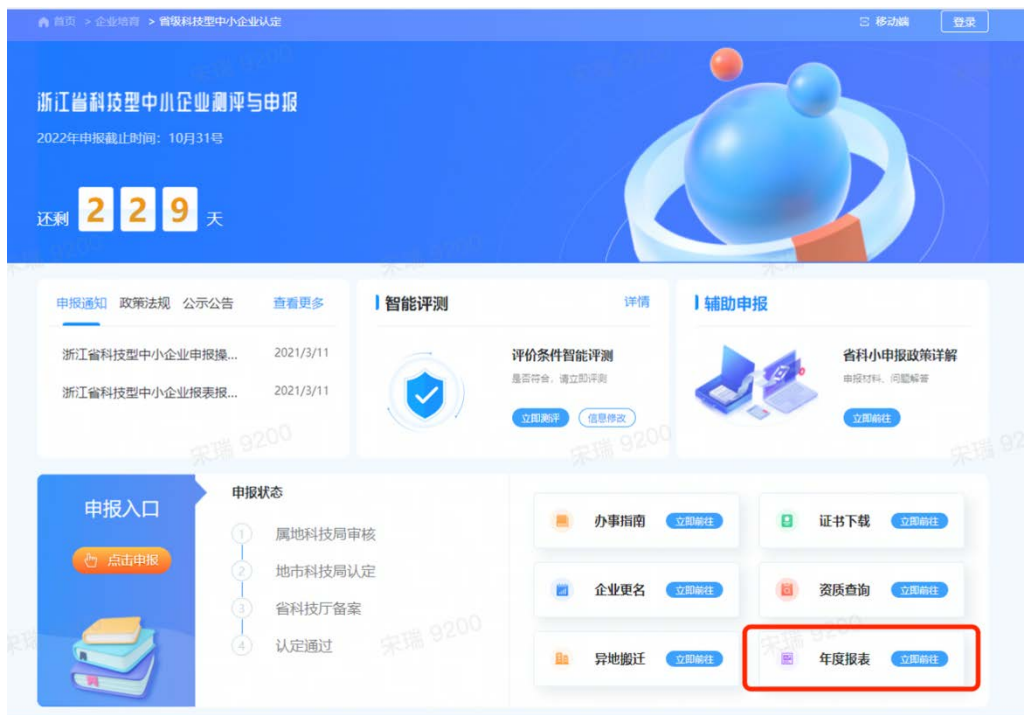 首页 > 企业培育 > 省级科技型中小企业认定
移动端
登录
浙江省科技型中小企业测评与申报
2022年申报截止时间：10月31号
还剩 2 2 9 天
申报通知 政策法规 公示公告 查看更多
浙江省科技型中小企业申报操... 2021/3/11
浙江省科技型中小企业报表报... 2021/3/11
智能评测 详情
评价条件智能评测
是否符合，请立即评测
立即测评 信息修改
辅助申报
省科小申报政策详解
申报材料、问题解答
立即前往
申报入口
点击申报
申报状态
1 属地科技局审核
2 地市科技局认定
3 省科技厅备案
4 认定通过
办事指南 立即前往
证书下载 立即前往
企业更名 立即前往
资质查询 立即前往
异地搬迁 立即前往
年度报表 立即前往
宋瑞 9200